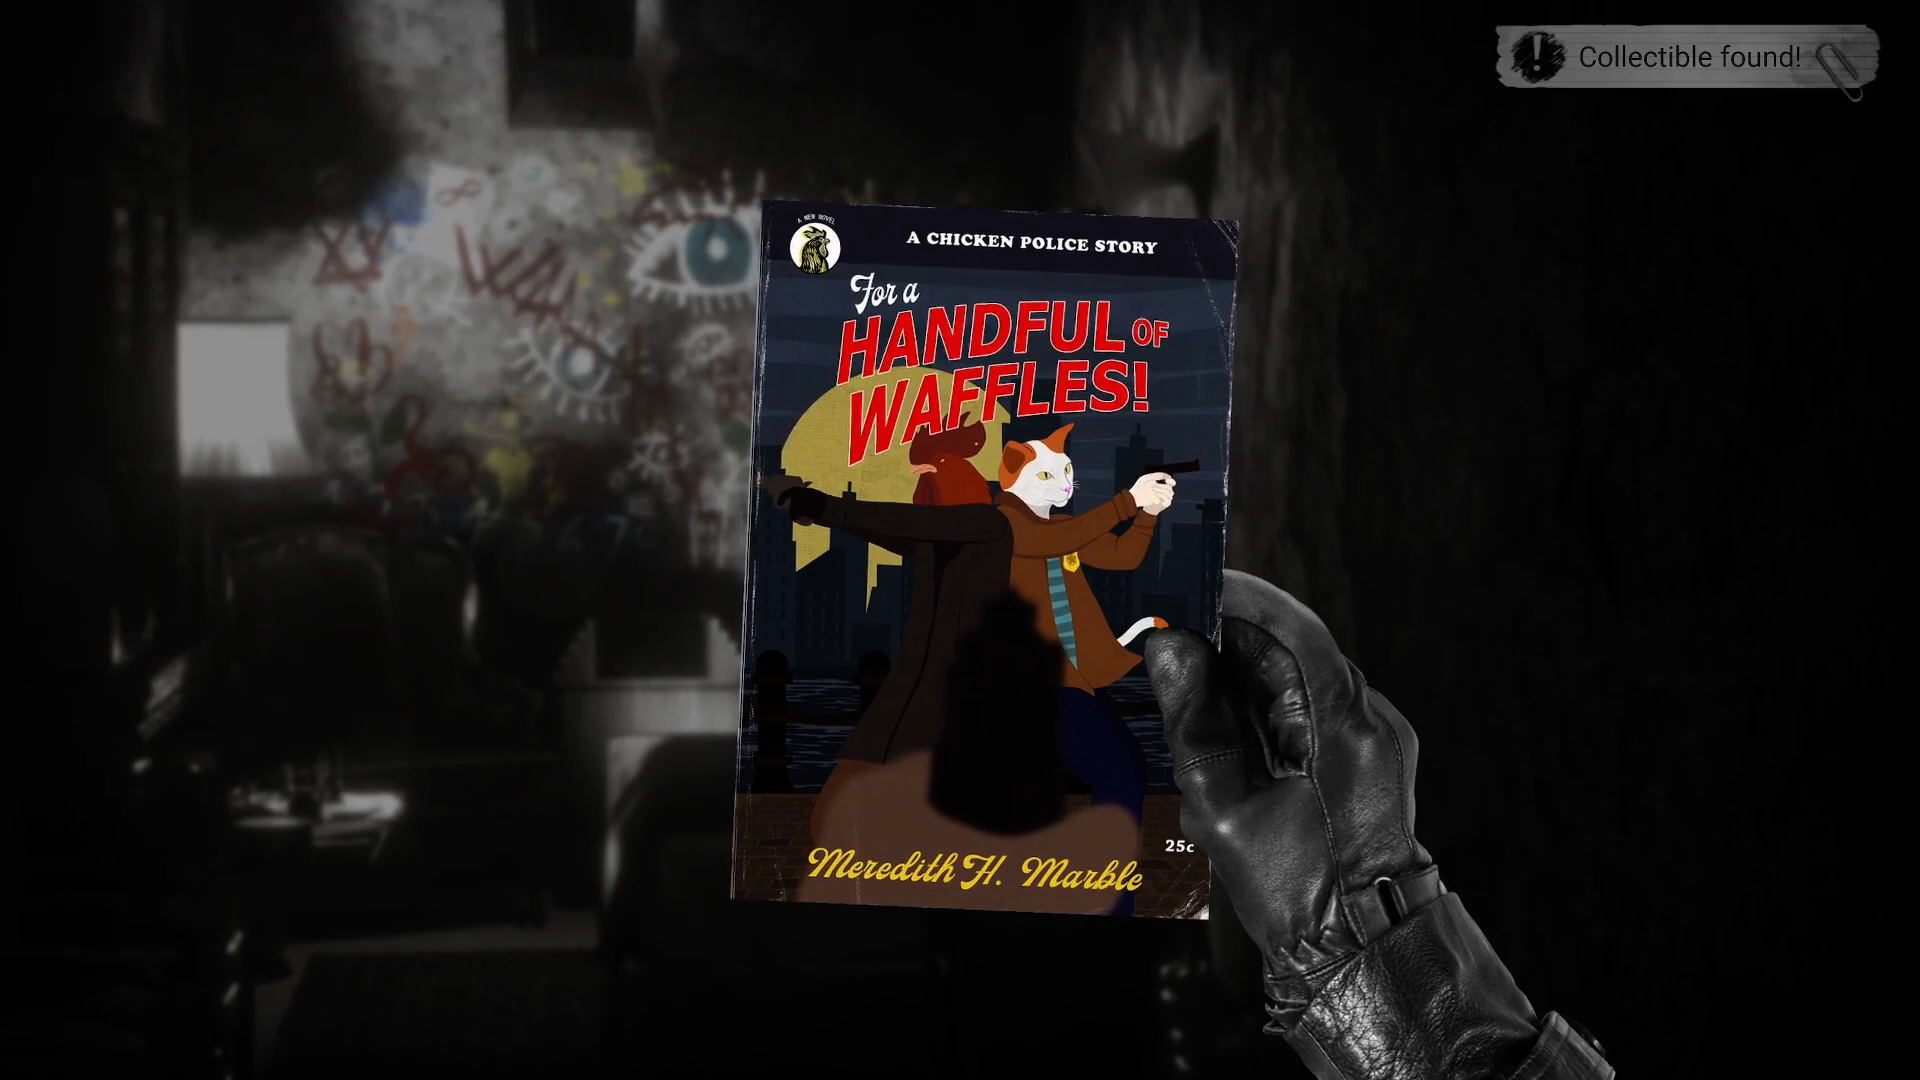 Collectible found!
A NEW NOVEL
A CHICKEN POLICE STORY
For a
HANDFUL OF
WAFFLES!
25c
Meredith H. Marble